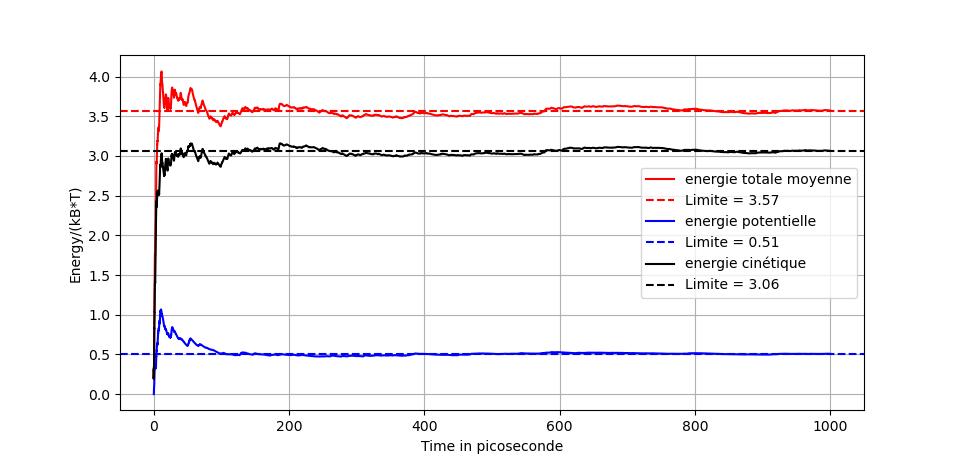 4.0
3.5
3.0
2.5
2.0
1.5
1.0
0.5
0.0
Energy/(kB*T)
energie totale moyenne
Limite = 3.57
energie potentielle
Limite = 0.51
energie cinétique
Limite = 3.06
0 200 400 600 800 1000
Time in picoseconde